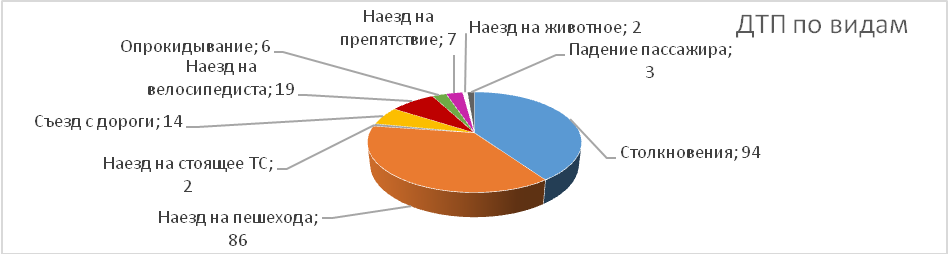 ДТП по видам
Наезд на
препятствие; 7
Наезд на животное; 2
Падение пассажира;
3
Опрокидывание; 6
Наезд на
велосипедиста; 19
Съезд с дороги; 14
Столкновения; 94
Наезд на стоящее ТС;
2
Наезд на пешехода;
86